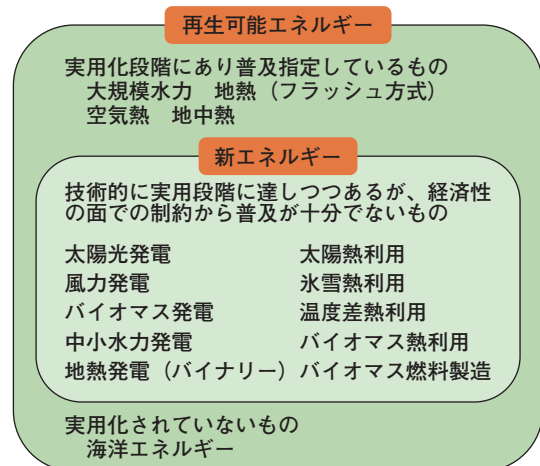 再生可能エネルギー
実用化段階にあり普及指定しているもの
大規模水力　地熱（フラッシュ方式）
空気熱　地中熱
新エネルギー
技術的に実用段階に達しつつあるが、経済性
の面での制約から普及が十分でないもの
太陽光発電　太陽熱利用
風力発電　氷雪熱利用
バイオマス発電　温度差熱利用
中小水力発電　バイオマス熱利用
地熱発電（バイナリー）バイオマス燃料製造
実用化されていないもの
海洋エネルギー